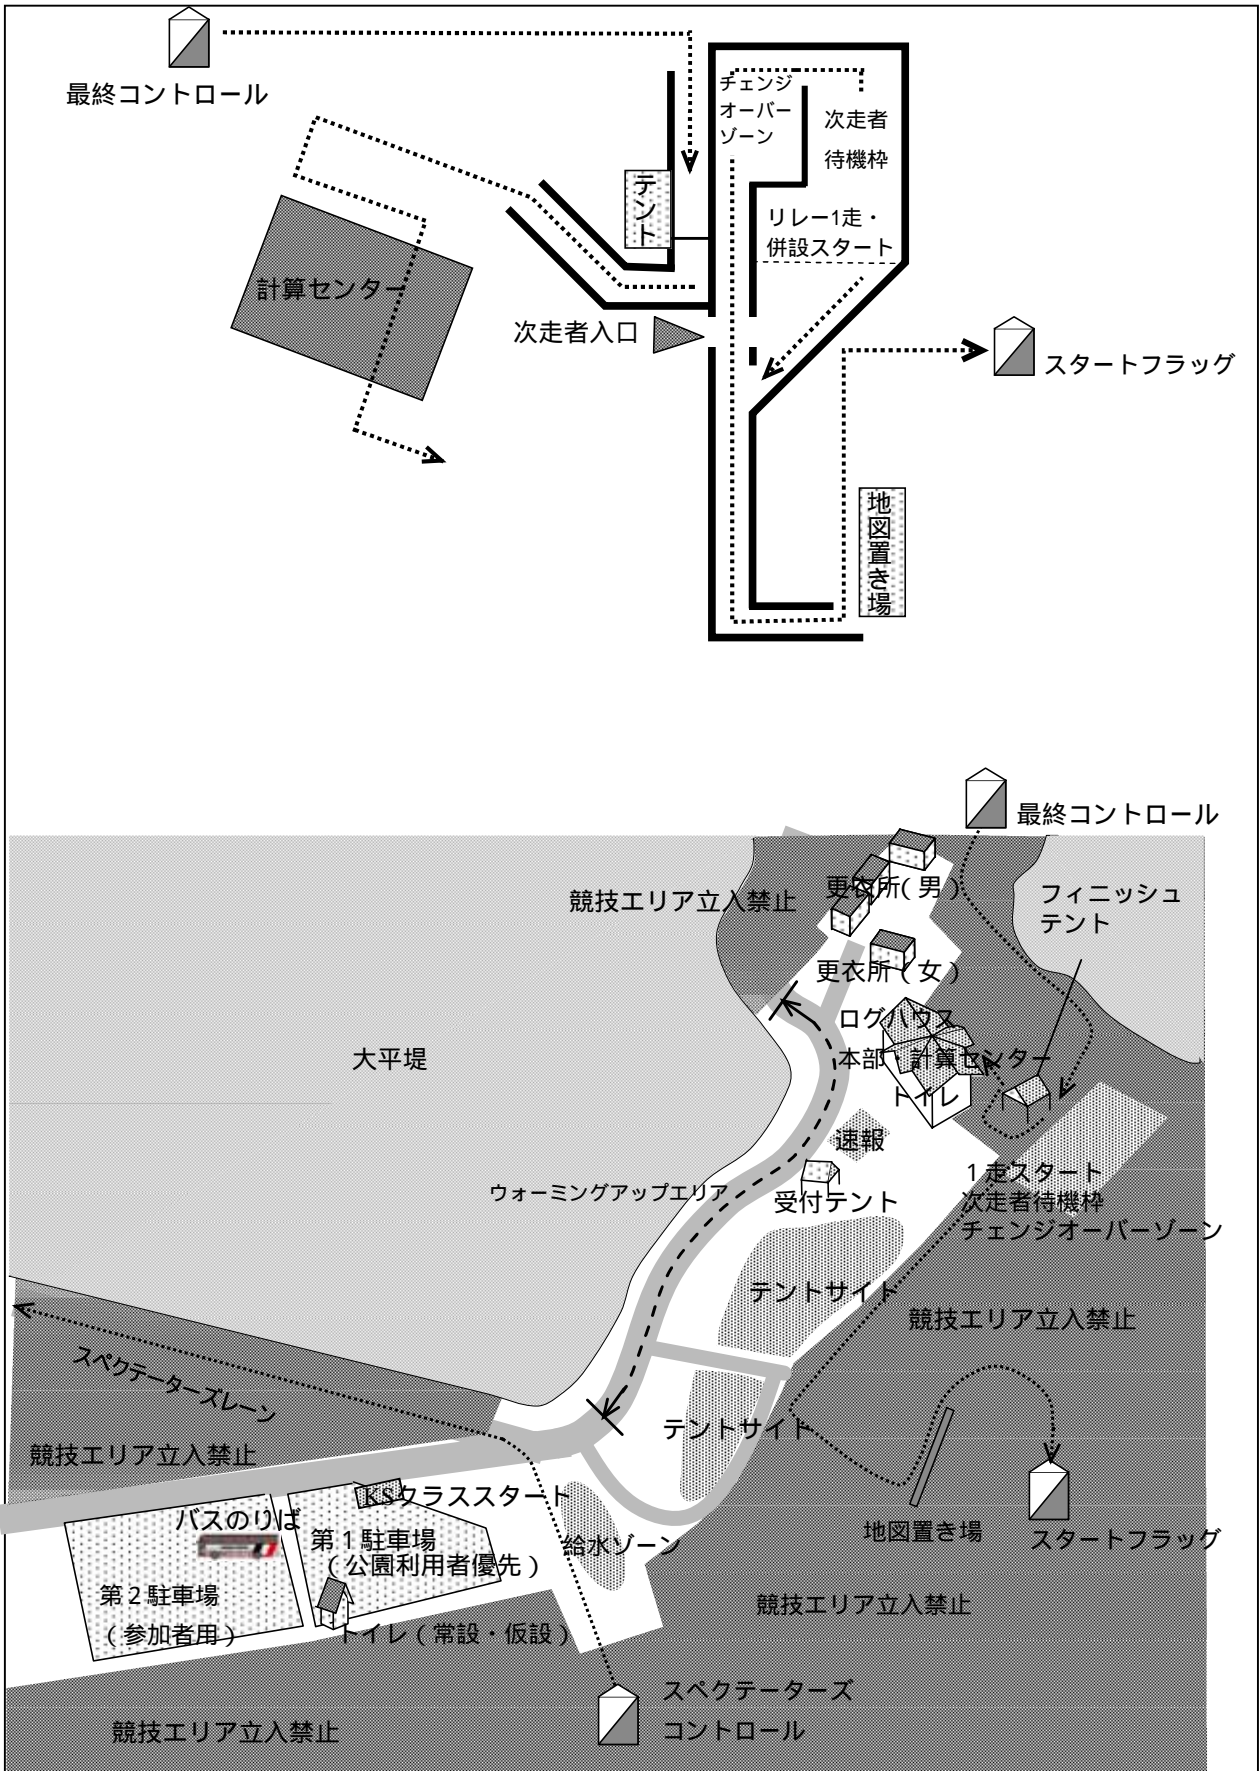 最終コントロール
チェンジ
オーバー
ゾーン
次走者
待機枠
テント
リレー1走・
併設スタート
計算センター
次走者入口
スタートフラッグ
地図置き場
最終コントロール
競技エリア立入禁止
更衣所(男)
フィニッシュ
テント
更衣所(女)
ログハウス
本部・計算センター
トイレ
大平堤
速報
ウォーミングアップエリア
受付テント
1走スタート
次走者待機枠
チェンジオーバーゾーン
テントサイト
競技エリア立入禁止
スペクテーターズレーン
テントサイト
競技エリア立入禁止
KSクラススタート
バスのりば
第1駐車場
(公園利用者優先)
給水ゾーン
地図置き場
スタートフラッグ
第2駐車場
(参加者用)
トイレ(常設・仮設)
競技エリア立入禁止
スペクテーターズ
コントロール
競技エリア立入禁止